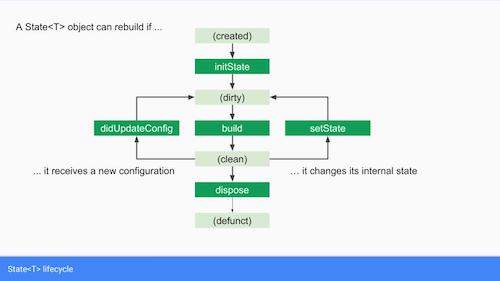 A State<T> object can rebuild if ...
(created)
initState
(dirty)
didUpdateConfig
build
setState
(clean)
... it receives a new configuration
… it changes its internal state
dispose
(defunct)
State<T> lifecycle